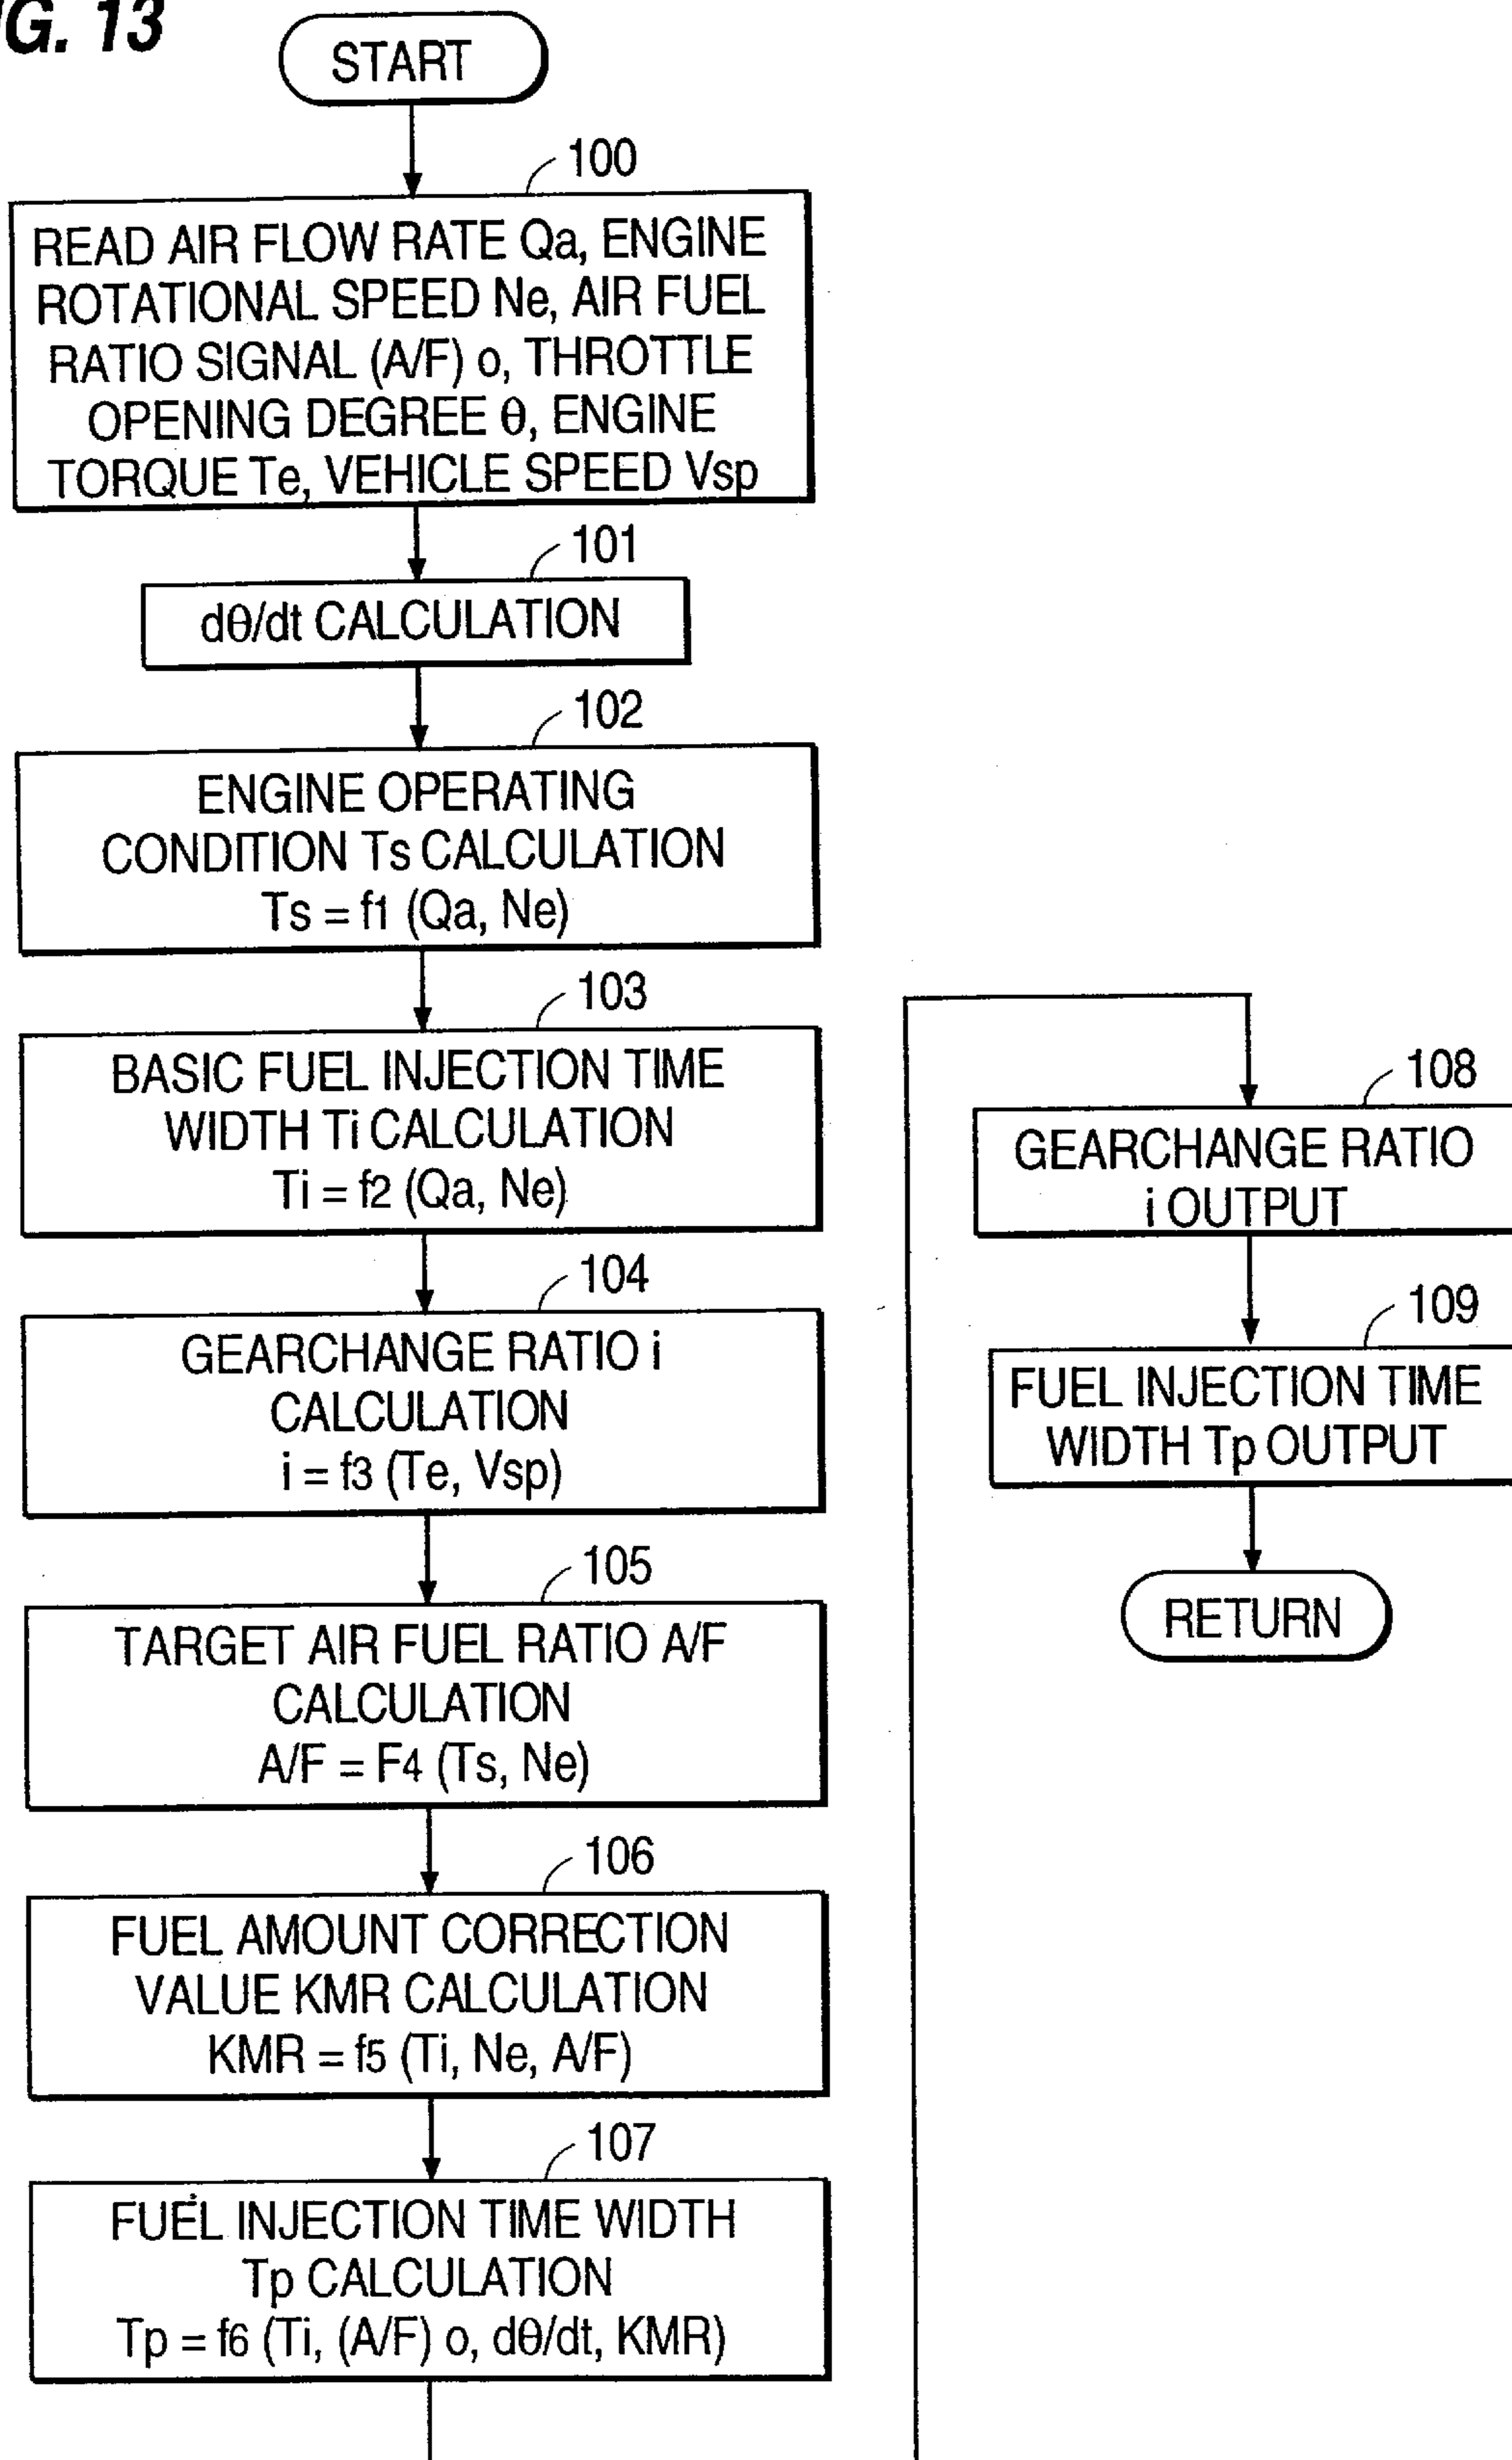 G. 13
START
100
READ AIR FLOW RATE Qa, ENGINE
ROTATIONAL SPEED Ne, AIR FUEL
RATIO SIGNAL (A/F) o, THROTTLE
OPENING DEGREE θ, ENGINE
TORQUE Te, VEHICLE SPEED Vsp
101
dθ/dt CALCULATION
102
ENGINE OPERATING
CONDITION Ts CALCULATION
Ts = f1 (Qa, Ne)
103
BASIC FUEL INJECTION TIME
WIDTH Ti CALCULATION
Ti = f2 (Qa, Ne)
104
GEARCHANGE RATIO i
CALCULATION
i = f3 (Te, Vsp)
105
TARGET AIR FUEL RATIO A/F
CALCULATION
A/F = F4 (Ts, Ne)
106
FUEL AMOUNT CORRECTION
VALUE KMR CALCULATION
KMR = f5 (Ti, Ne, A/F)
107
FUEL INJECTION TIME WIDTH
Tp CALCULATION
Tp = f6 (Ti, (A/F) o, dθ/dt, KMR)
108
GEARCHANGE RATIO
i OUTPUT
109
FUEL INJECTION TIME
WIDTH Tp OUTPUT
RETURN